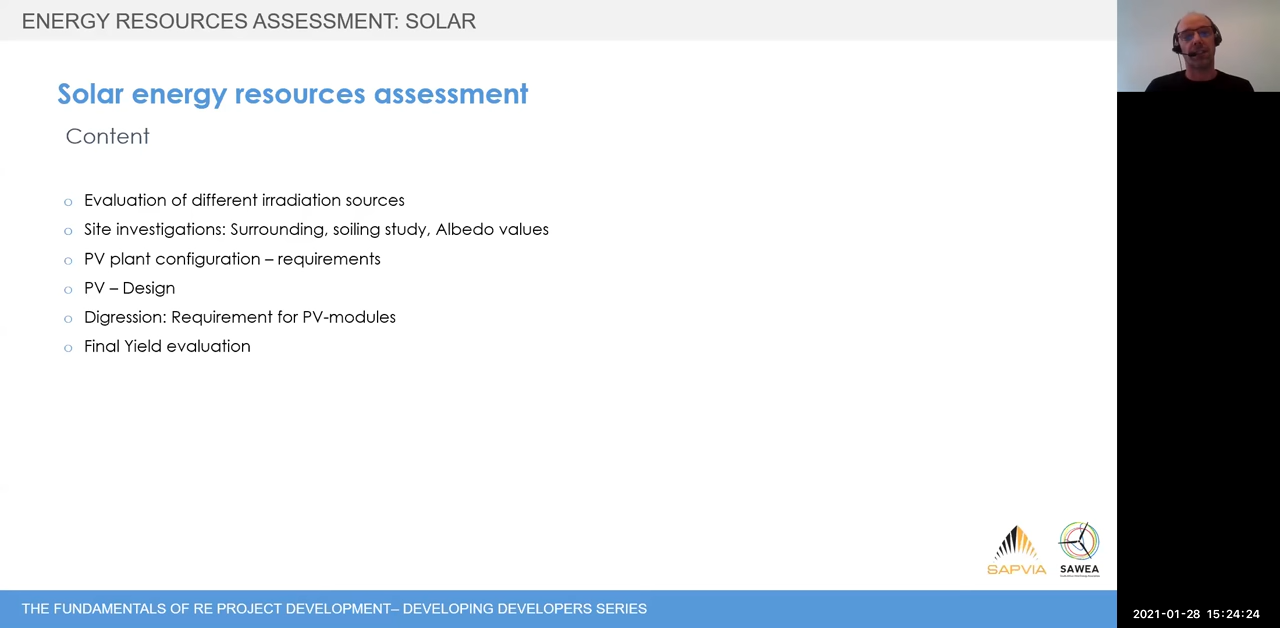 ENERGY RESOURCES ASSESSMENT: SOLAR
Solar energy resources assessment
Content
o Evaluation of different irradiation sources
o Site investigations: Surrounding, soiling study, Albedo values
o PV plant configuration – requirements
o PV – Design
o Digression: Requirement for PV-modules
o Final Yield evaluation
SAPVIA
SAWEA
THE FUNDAMENTALS OF RE PROJECT DEVELOPMENT– DEVELOPING DEVELOPERS SERIES
2021-01-28 15:24:24